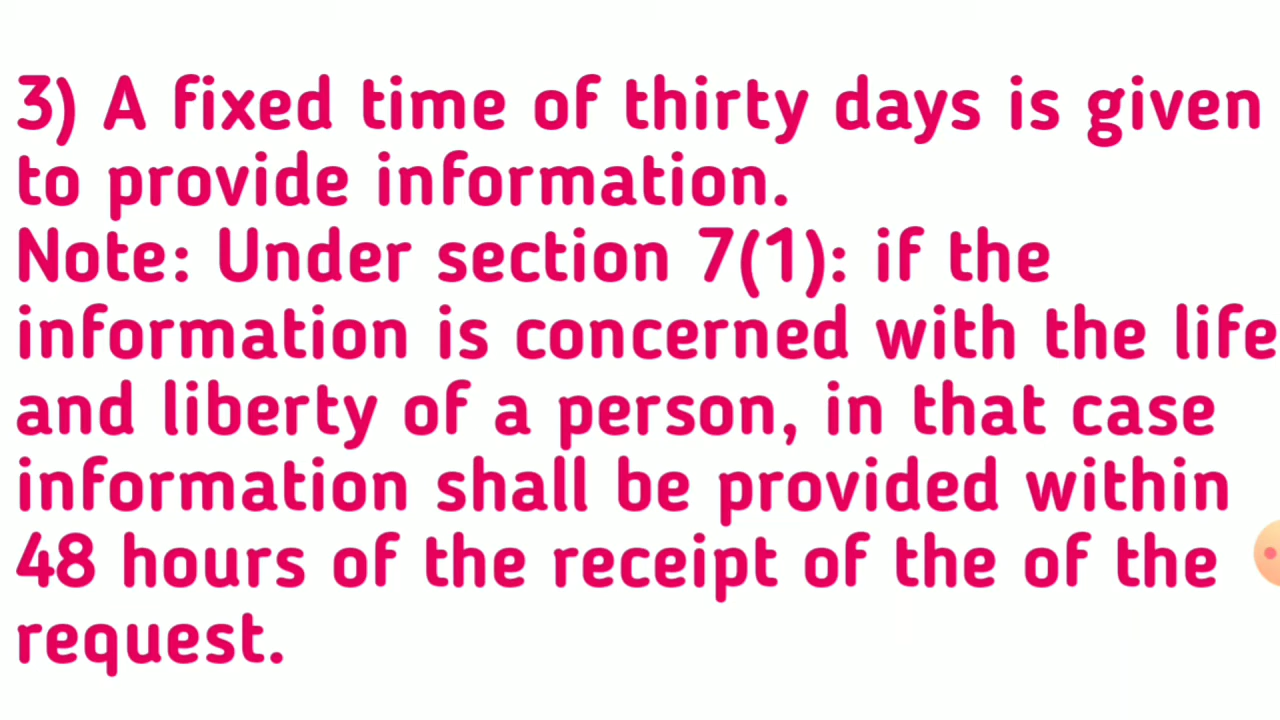 3) A fixed time of thirty days is given
to provide information.
Note: Under section 7(1): if the
information is concerned with the life
and liberty of a person, in that case
information shall be provided within
48 hours of the receipt of the of the
request.